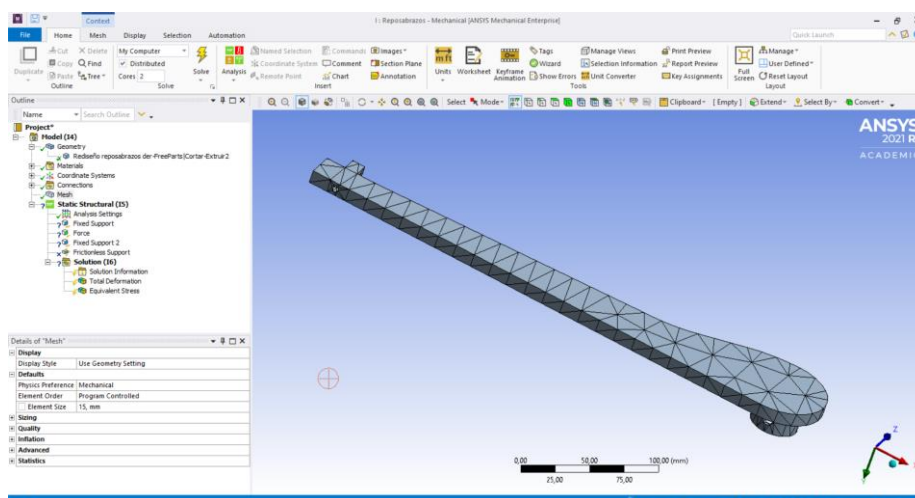 I : Reposabrazos - Mechanical [ANSYS Mechanical Enterprise]
Context
File Home Mesh Display Selection Automation
Quick Launch
Duplicate
Cut
Copy
Paste
Delete
Find
Tree
Outline
My Computer
Distributed
Cores 2
Solve
Solve
Analysis
Named Selection
Coordinate System
Remote Point
Commands
Comment
Chart
Images
Section Plane
Annotation
Insert
Units
Worksheet
Keyframe Animation
Tags
Wizard
Show Errors
Manage Views
Selection Information
Unit Converter
Print Preview
Report Preview
Key Assignments
Tools
Full Screen
Manage
User Defined
Reset Layout
Layout
Outline
Name Search Outline
Select Mode Clipboard [Empty] Extend Select By Convert
Project*
Model (I4)
Geometry
Rediseño reposabrazos der-FreeParts|Cortar-Extruir2
Materials
Coordinate Systems
Connections
Mesh
Static Structural (I5)
Analysis Settings
Fixed Support
Force
Fixed Support 2
Frictionless Support
Solution (I6)
Solution Information
Total Deformation
Equivalent Stress
Details of "Mesh"
Display
Display Style Use Geometry Setting
Defaults
Physics Preference Mechanical
Element Order Program Controlled
Element Size 15, mm
Sizing
Quality
Inflation
Advanced
Statistics
ANSYS
2021 R
ACADEMIC
0,00 50,00 100,00 (mm)
25,00 75,00
Z
Y